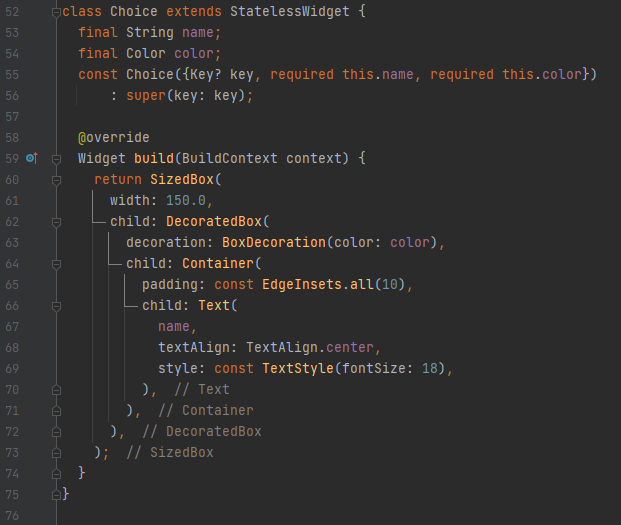 52 class Choice extends StatelessWidget {
53   final String name;
54   final Color color;
55   const Choice({Key? key, required this.name, required this.color})
56       : super(key: key);
57
58   @override
59   Widget build(BuildContext context) {
60     return SizedBox(
61       width: 150.0,
62       child: DecoratedBox(
63         decoration: BoxDecoration(color: color),
64         child: Container(
65           padding: const EdgeInsets.all(10),
66           child: Text(
67             name,
68             textAlign: TextAlign.center,
69             style: const TextStyle(fontSize: 18),
70           ),  // Text
71         ),  // Container
72       ),  // DecoratedBox
73     );  // SizedBox
74   }
75 }
76